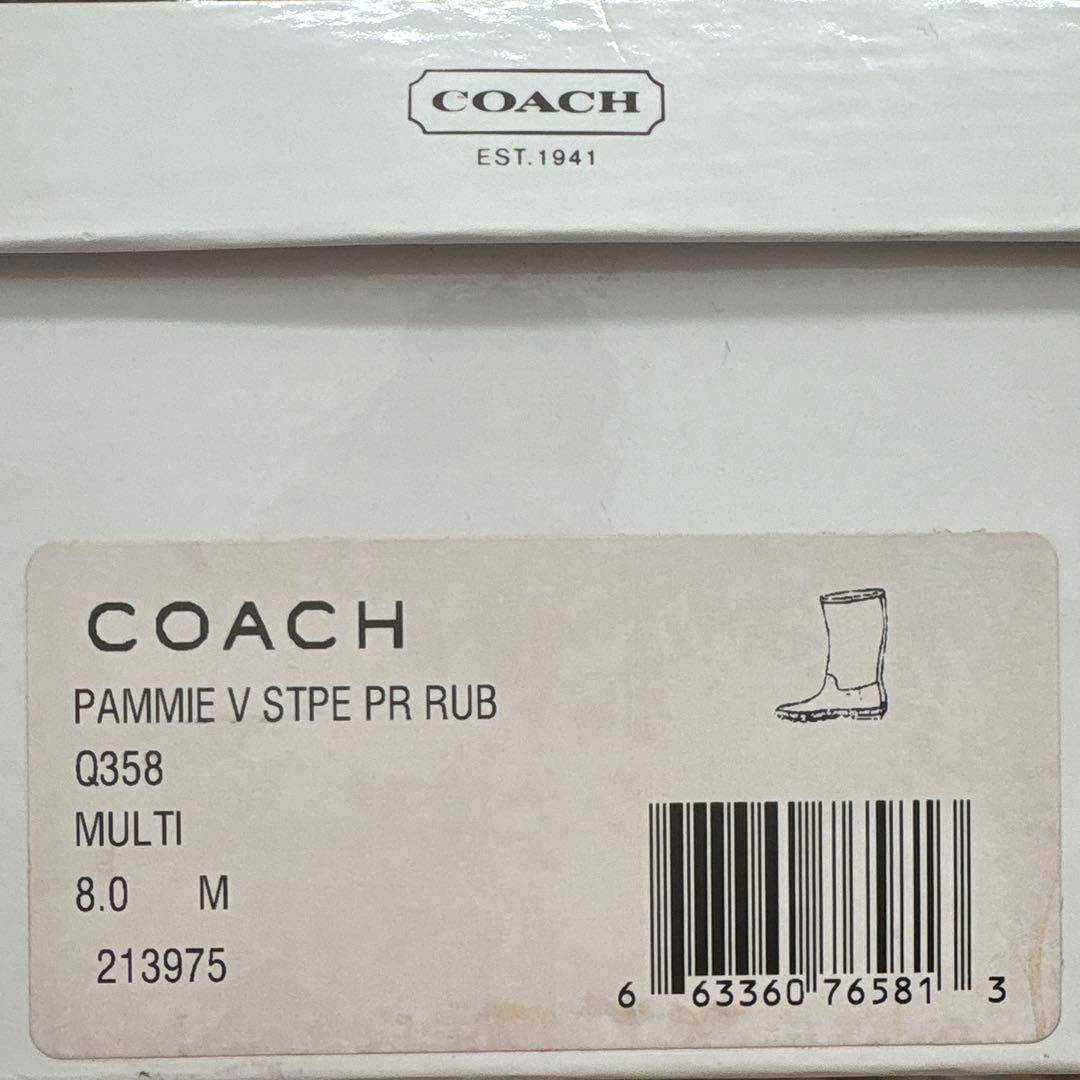 COACH
EST. 1941
COACH
PAMMIE V STPE PR RUB
Q358
MULTI
8.0 M
213975
6 63360 76581 3